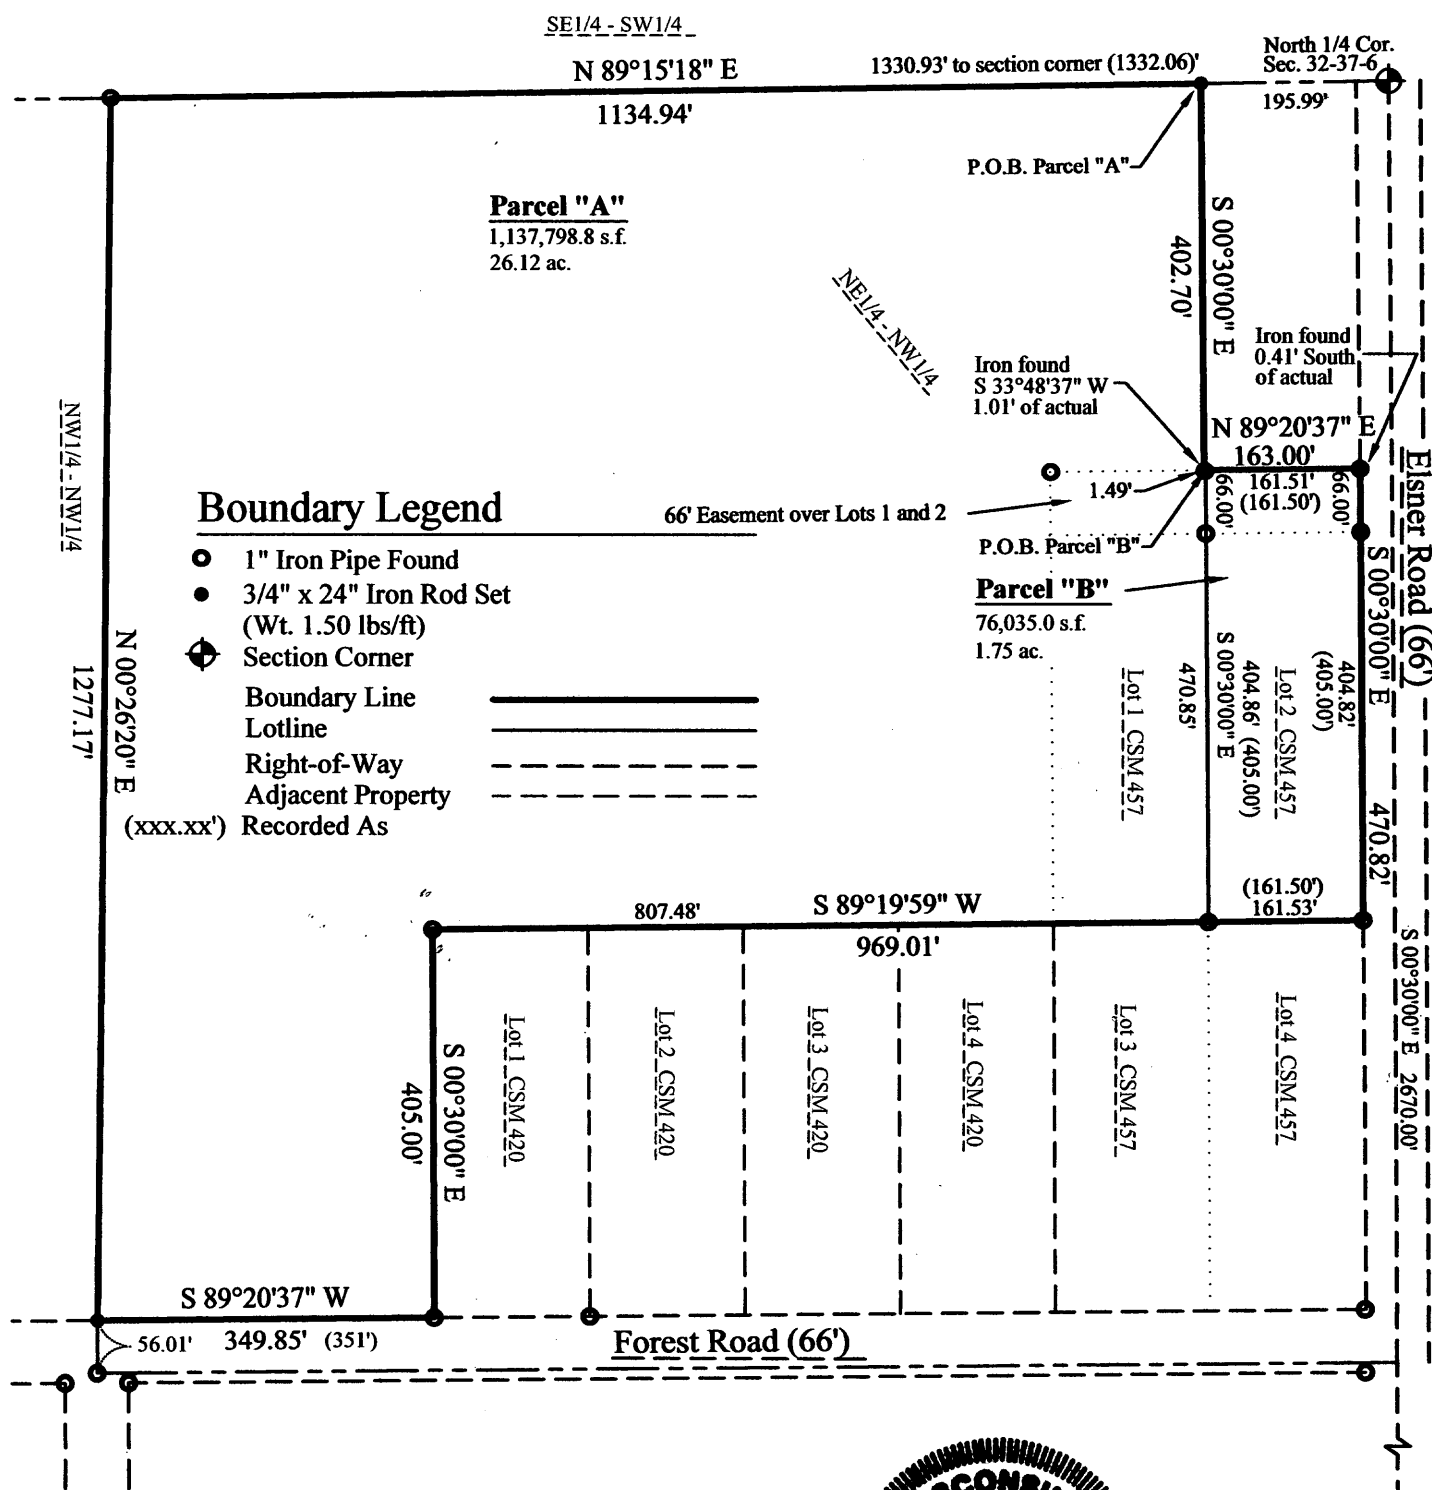 SE1/4 - SW1/4
North 1/4 Cor.
Sec. 32-37-6
N 89°15'18" E
1330.93' to section corner (1332.06)'
1134.94'
195.99'
P.O.B. Parcel "A"
Parcel "A"
1,137,798.8 s.f.
26.12 ac.
S 00°30'00" E
402.70'
NE1/4 - NW1/4
Iron found
0.41' South
of actual
Iron found
S 33°48'37" W
1.01' of actual
NW1/4 - NW1/4
N 89°20'37" E
163.00'
161.51'
(161.50')
66.00'
66.00'
1.49'
66' Easement over Lots 1 and 2
P.O.B. Parcel "B"
Elsner Road (66')
Boundary Legend
1" Iron Pipe Found
3/4" x 24" Iron Rod Set
(Wt. 1.50 lbs/ft)
Section Corner
Boundary Line
Lotline
Right-of-Way
Adjacent Property
(xxx.xx') Recorded As
Parcel "B"
76,035.0 s.f.
1.75 ac.
N 00°26'20" E
1277.17'
Lot 1 CSM 457
470.85'
S 00°30'00" E
404.86' (405.00')
Lot 2 CSM 457
404.82'
(405.00')
S 00°30'00" E
470.82'
(161.50')
161.53'
807.48'
S 89°19'59" W
969.01'
S 00°30'00" E 2670.00'
S 00°30'00" E
405.00'
Lot 1 CSM 420
Lot 2 CSM 420
Lot 3 CSM 420
Lot 4 CSM 420
Lot 3 CSM 457
Lot 4 CSM 457
S 89°20'37" W
56.01'
349.85' (351')
Forest Road (66')